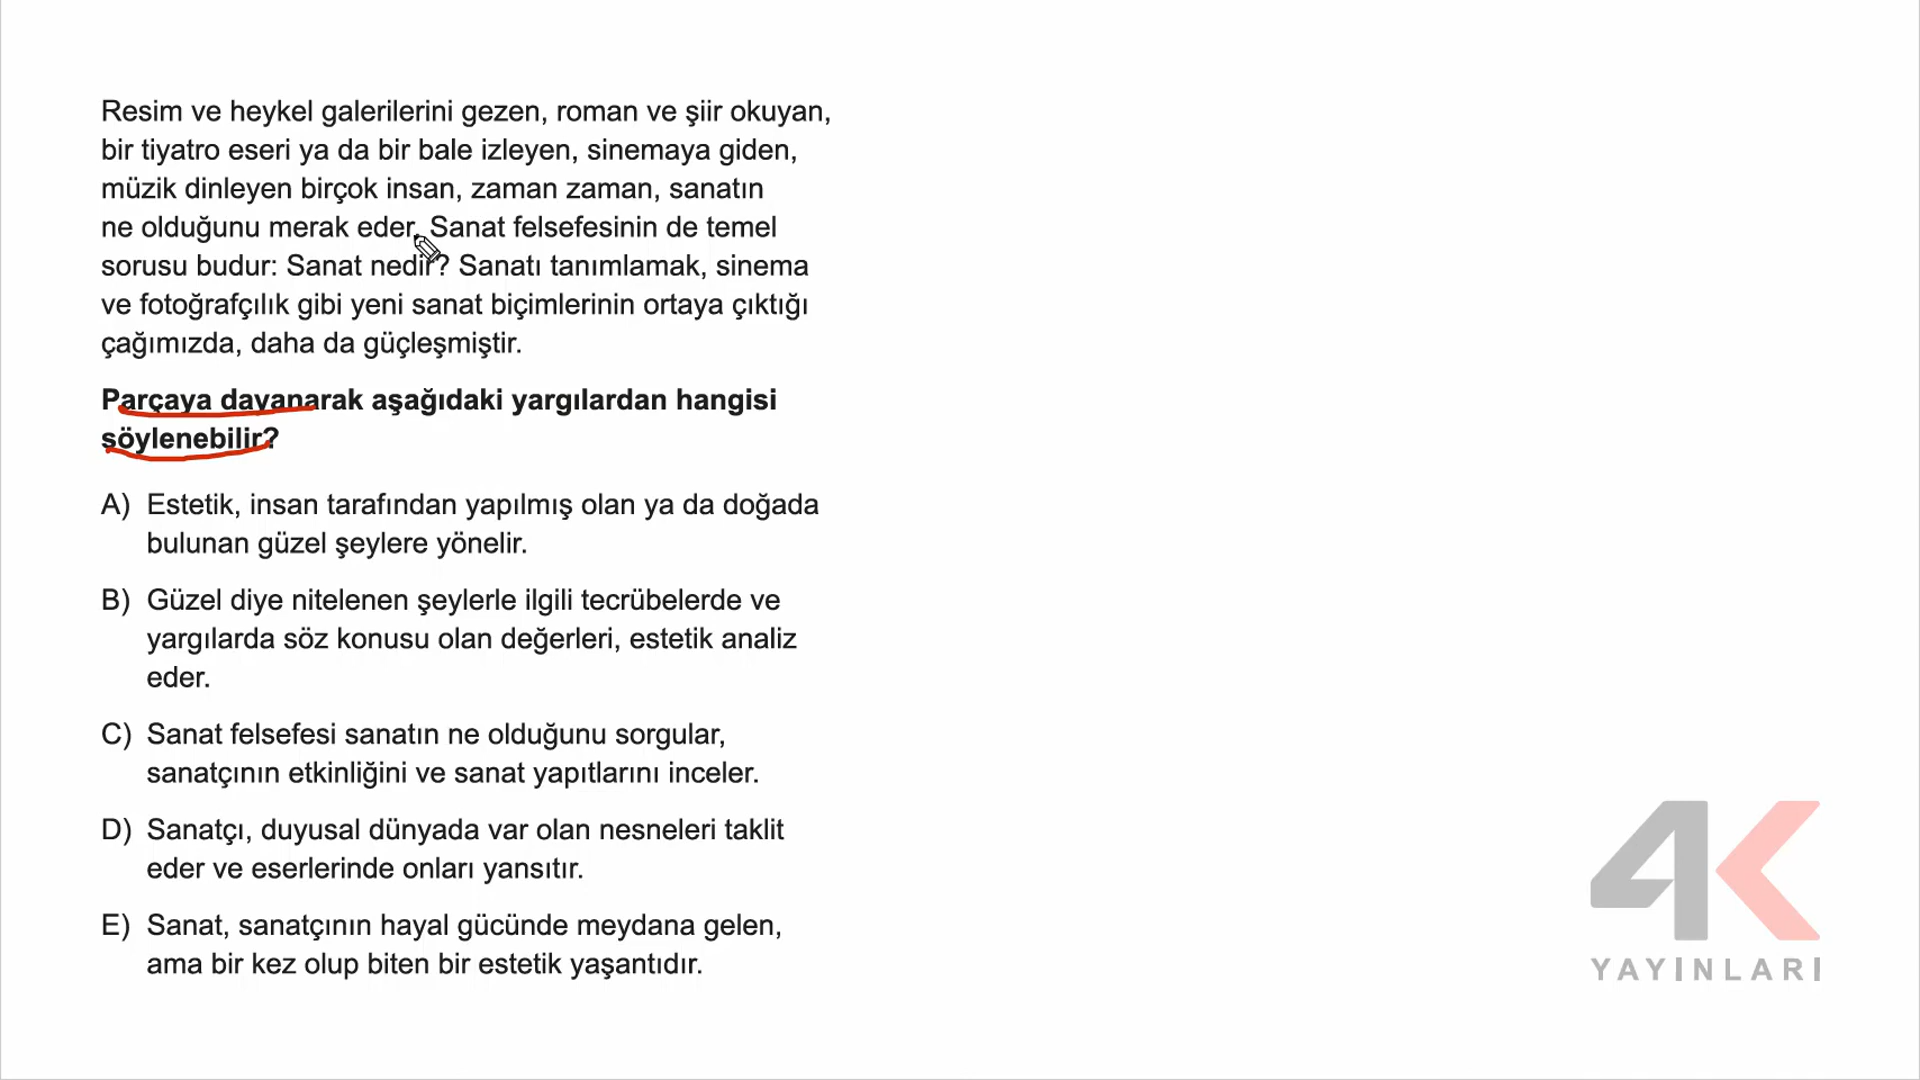 Resim ve heykel galerilerini gezen, roman ve şiir okuyan,
bir tiyatro eseri ya da bir bale izleyen, sinemaya giden,
müzik dinleyen birçok insan, zaman zaman, sanatın
ne olduğunu merak eder. Sanat felsefesinin de temel
sorusu budur: Sanat nedir? Sanatı tanımlamak, sinema
ve fotoğrafçılık gibi yeni sanat biçimlerinin ortaya çıktığı
çağımızda, daha da güçleşmiştir.
Parçaya dayanarak aşağıdaki yargılardan hangisi
söylenebilir?
A) Estetik, insan tarafından yapılmış olan ya da doğada
bulunan güzel şeylere yönelir.
B) Güzel diye nitelenen şeylerle ilgili tecrübelerde ve
yargılarda söz konusu olan değerleri, estetik analiz
eder.
C) Sanat felsefesi sanatın ne olduğunu sorgular,
sanatçının etkinliğini ve sanat yapıtlarını inceler.
D) Sanatçı, duyusal dünyada var olan nesneleri taklit
eder ve eserlerinde onları yansıtır.
E) Sanat, sanatçının hayal gücünde meydana gelen,
ama bir kez olup biten bir estetik yaşantıdır.
4K
YAYINLARI